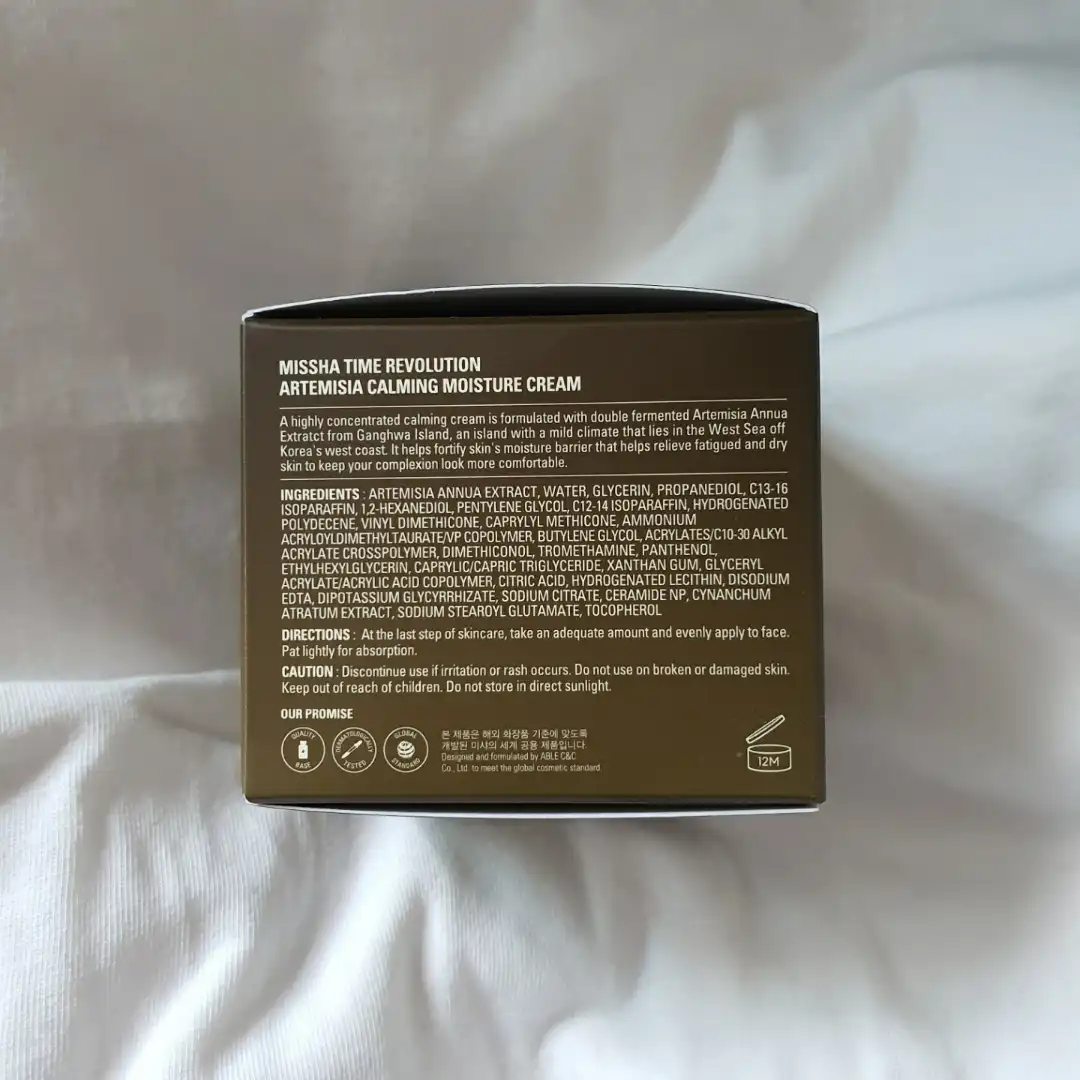 MISSHA TIME REVOLUTION
ARTEMISIA CALMING MOISTURE CREAM
A highly concentrated calming cream is formulated with double fermented Artemisia Annua
Extratct from Ganghwa Island, an island with a mild climate that lies in the West Sea off
Korea's west coast. It helps fortify skin's moisture barrier that helps relieve fatigued and dry
skin to keep your complexion look more comfortable.
INGREDIENTS : ARTEMISIA ANNUA EXTRACT, WATER, GLYCERIN, PROPANEDIOL, C13-16
ISOPARAFFIN, 1,2-HEXANEDIOL, PENTYLENE GLYCOL, C12-14 ISOPARAFFIN, HYDROGENATED
POLYDECENE, VINYL DIMETHICONE, CAPRYLYL METHICONE, AMMONIUM
ACRYLOYLDIMETHYLTAURATE/VP COPOLYMER, BUTYLENE GLYCOL, ACRYLATES/C10-30 ALKYL
ACRYLATE CROSSPOLYMER, DIMETHICONOL, TROMETHAMINE, PANTHENOL,
ETHYLHEXYLGLYCERIN, CAPRYLIC/CAPRIC TRIGLYCERIDE, XANTHAN GUM, GLYCERYL
ACRYLATE/ACRYLIC ACID COPOLYMER, CITRIC ACID, HYDROGENATED LECITHIN, DISODIUM
EDTA, DIPOTASSIUM GLYCYRRHIZATE, SODIUM CITRATE, CERAMIDE NP, CYNANCHUM
ATRATUM EXTRACT, SODIUM STEAROYL GLUTAMATE, TOCOPHEROL
DIRECTIONS : At the last step of skincare, take an adequate amount and evenly apply to face.
Pat lightly for absorption.
CAUTION : Discontinue use if irritation or rash occurs. Do not use on broken or damaged skin.
Keep out of reach of children. Do not store in direct sunlight.
OUR PROMISE
QUALITY
BASE
DERMATOLOGICALLY
TESTED
GLOBAL
STANDARD
본 제품은 해외 화장품 기준에 맞도록
개발된 미샤의 세계 공용 제품입니다.
Designed and formulated by ABLE C&C
Co., Ltd. to meet the global cosmetic standard.
12M